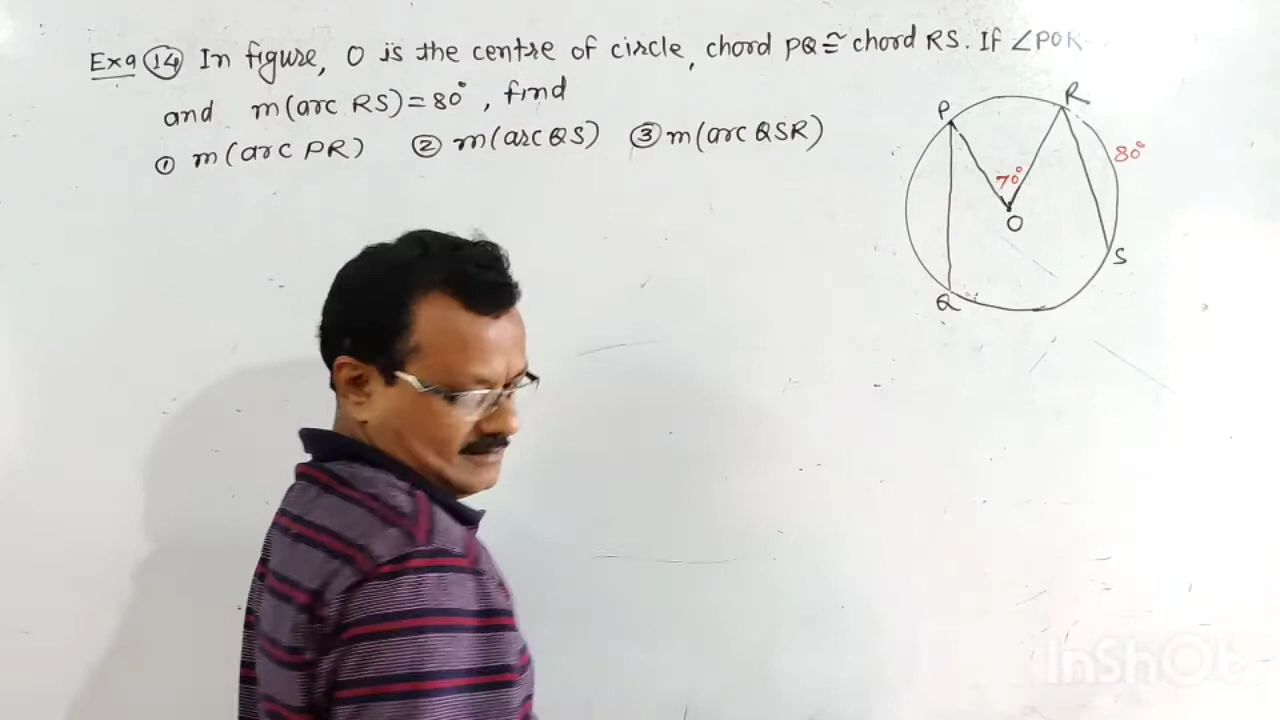 Exa 14 In figure, O is the centre of circle, chord PQ ≅ chord RS. If ∠POR
and m(arc RS)=80°, find
① m(arc PR) ② m(arc QS) ③ m(arc QSR)
P
R
80°
70°
O
S
Q
InShOt